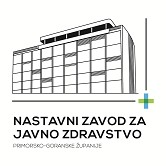 NASTAVNI ZAVOD ZA
JAVNO ZDRAVSTVO
PRIMORSKO-GORANSKE ŽUPANIJE